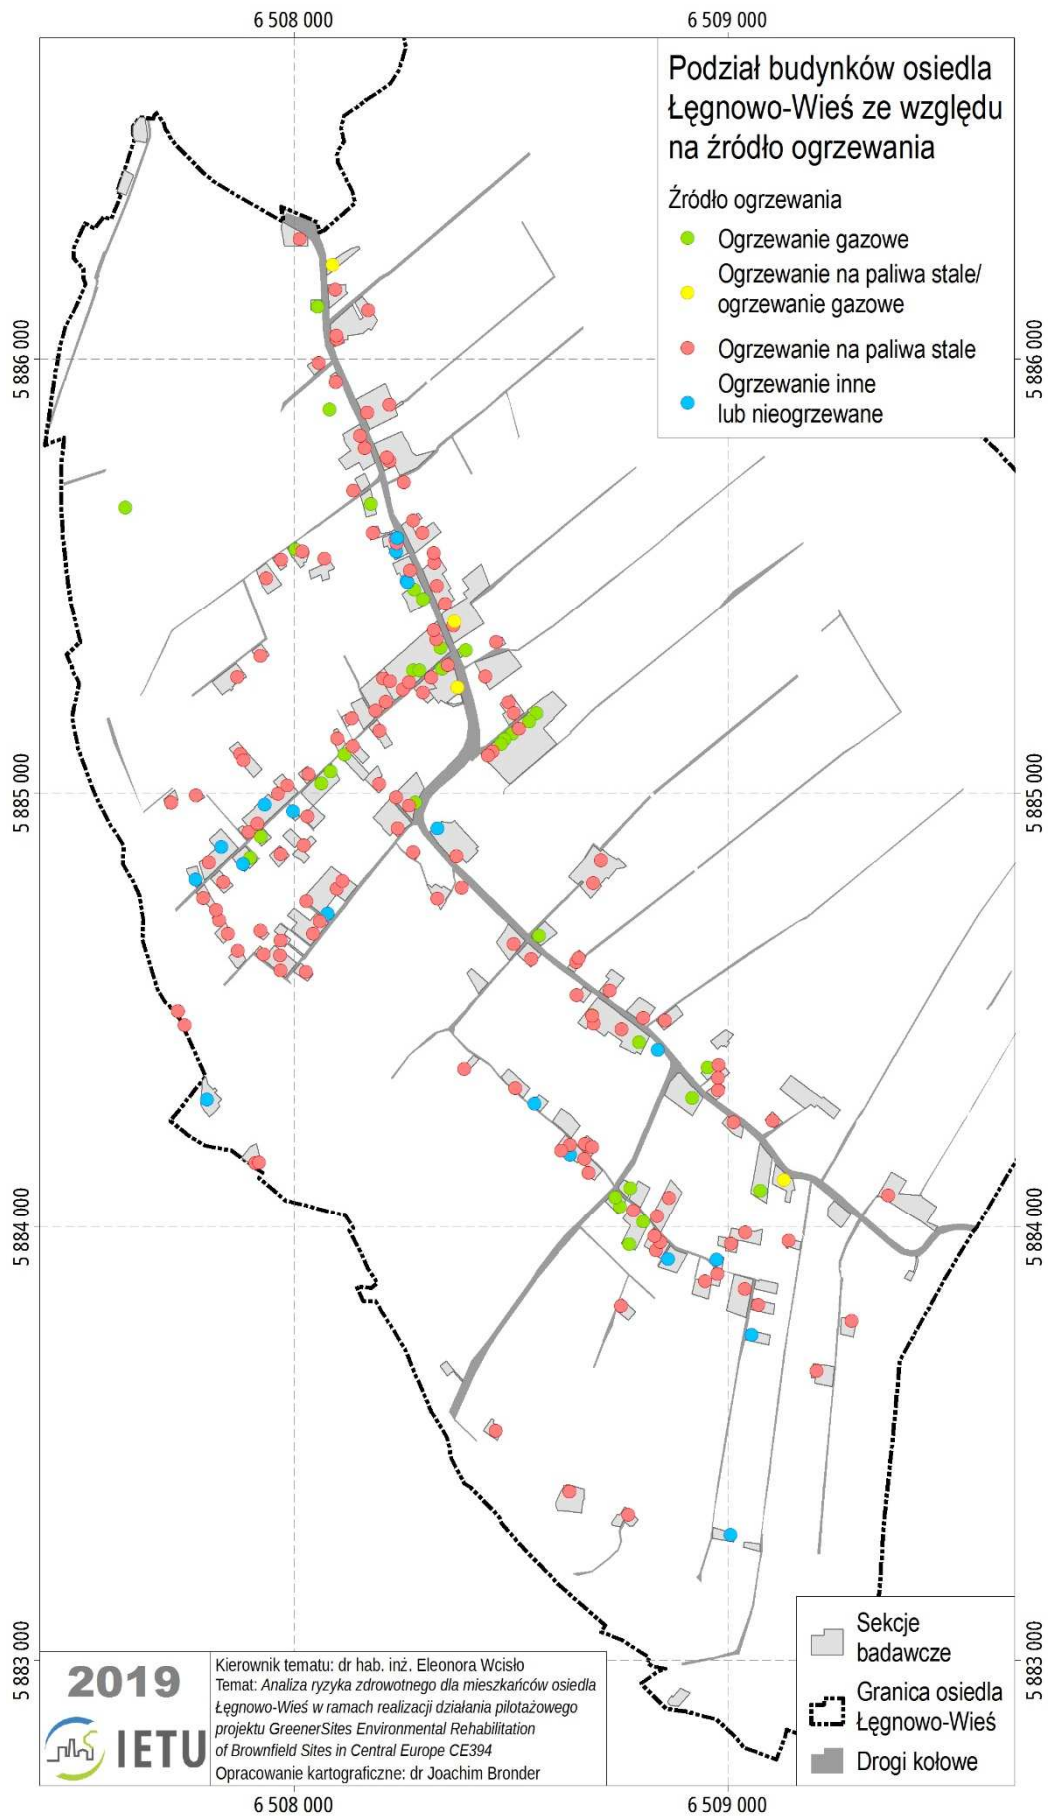 6 508 000
6 509 000
Podział budynków osiedla
Łęgnowo-Wieś ze względu
na źródło ogrzewania
Źródło ogrzewania
Ogrzewanie gazowe
Ogrzewanie na paliwa stale/
ogrzewanie gazowe
Ogrzewanie na paliwa stale
Ogrzewanie inne
lub nieogrzewane
5 886 000
5 886 000
5 885 000
5 885 000
5 884 000
5 884 000
5 883 000
5 883 000
Sekcje
badawcze
Granica osiedla
Łęgnowo-Wieś
Drogi kołowe
2019
IETU
Kierownik tematu: dr hab. inż. Eleonora Wcisło
Temat: Analiza ryzyka zdrowotnego dla mieszkańców osiedla
Łęgnowo-Wieś w ramach realizacji działania pilotażowego
projektu GreenerSites Environmental Rehabilitation
of Brownfield Sites in Central Europe CE394
Opracowanie kartograficzne: dr Joachim Bronder
6 508 000
6 509 000